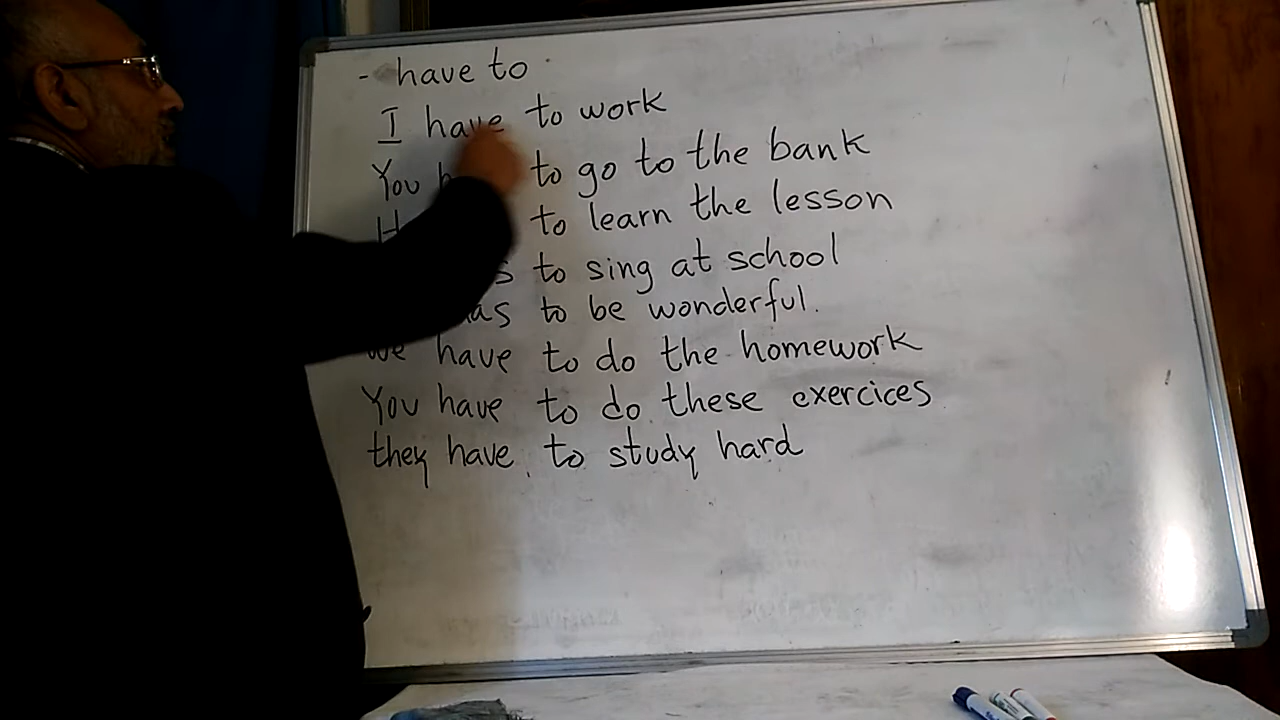 - have to
I have to work
You to go to the bank
to learn the lesson
to sing at school
has to be wonderful.
We have to do the homework
You have to do these exercices
they have to study hard